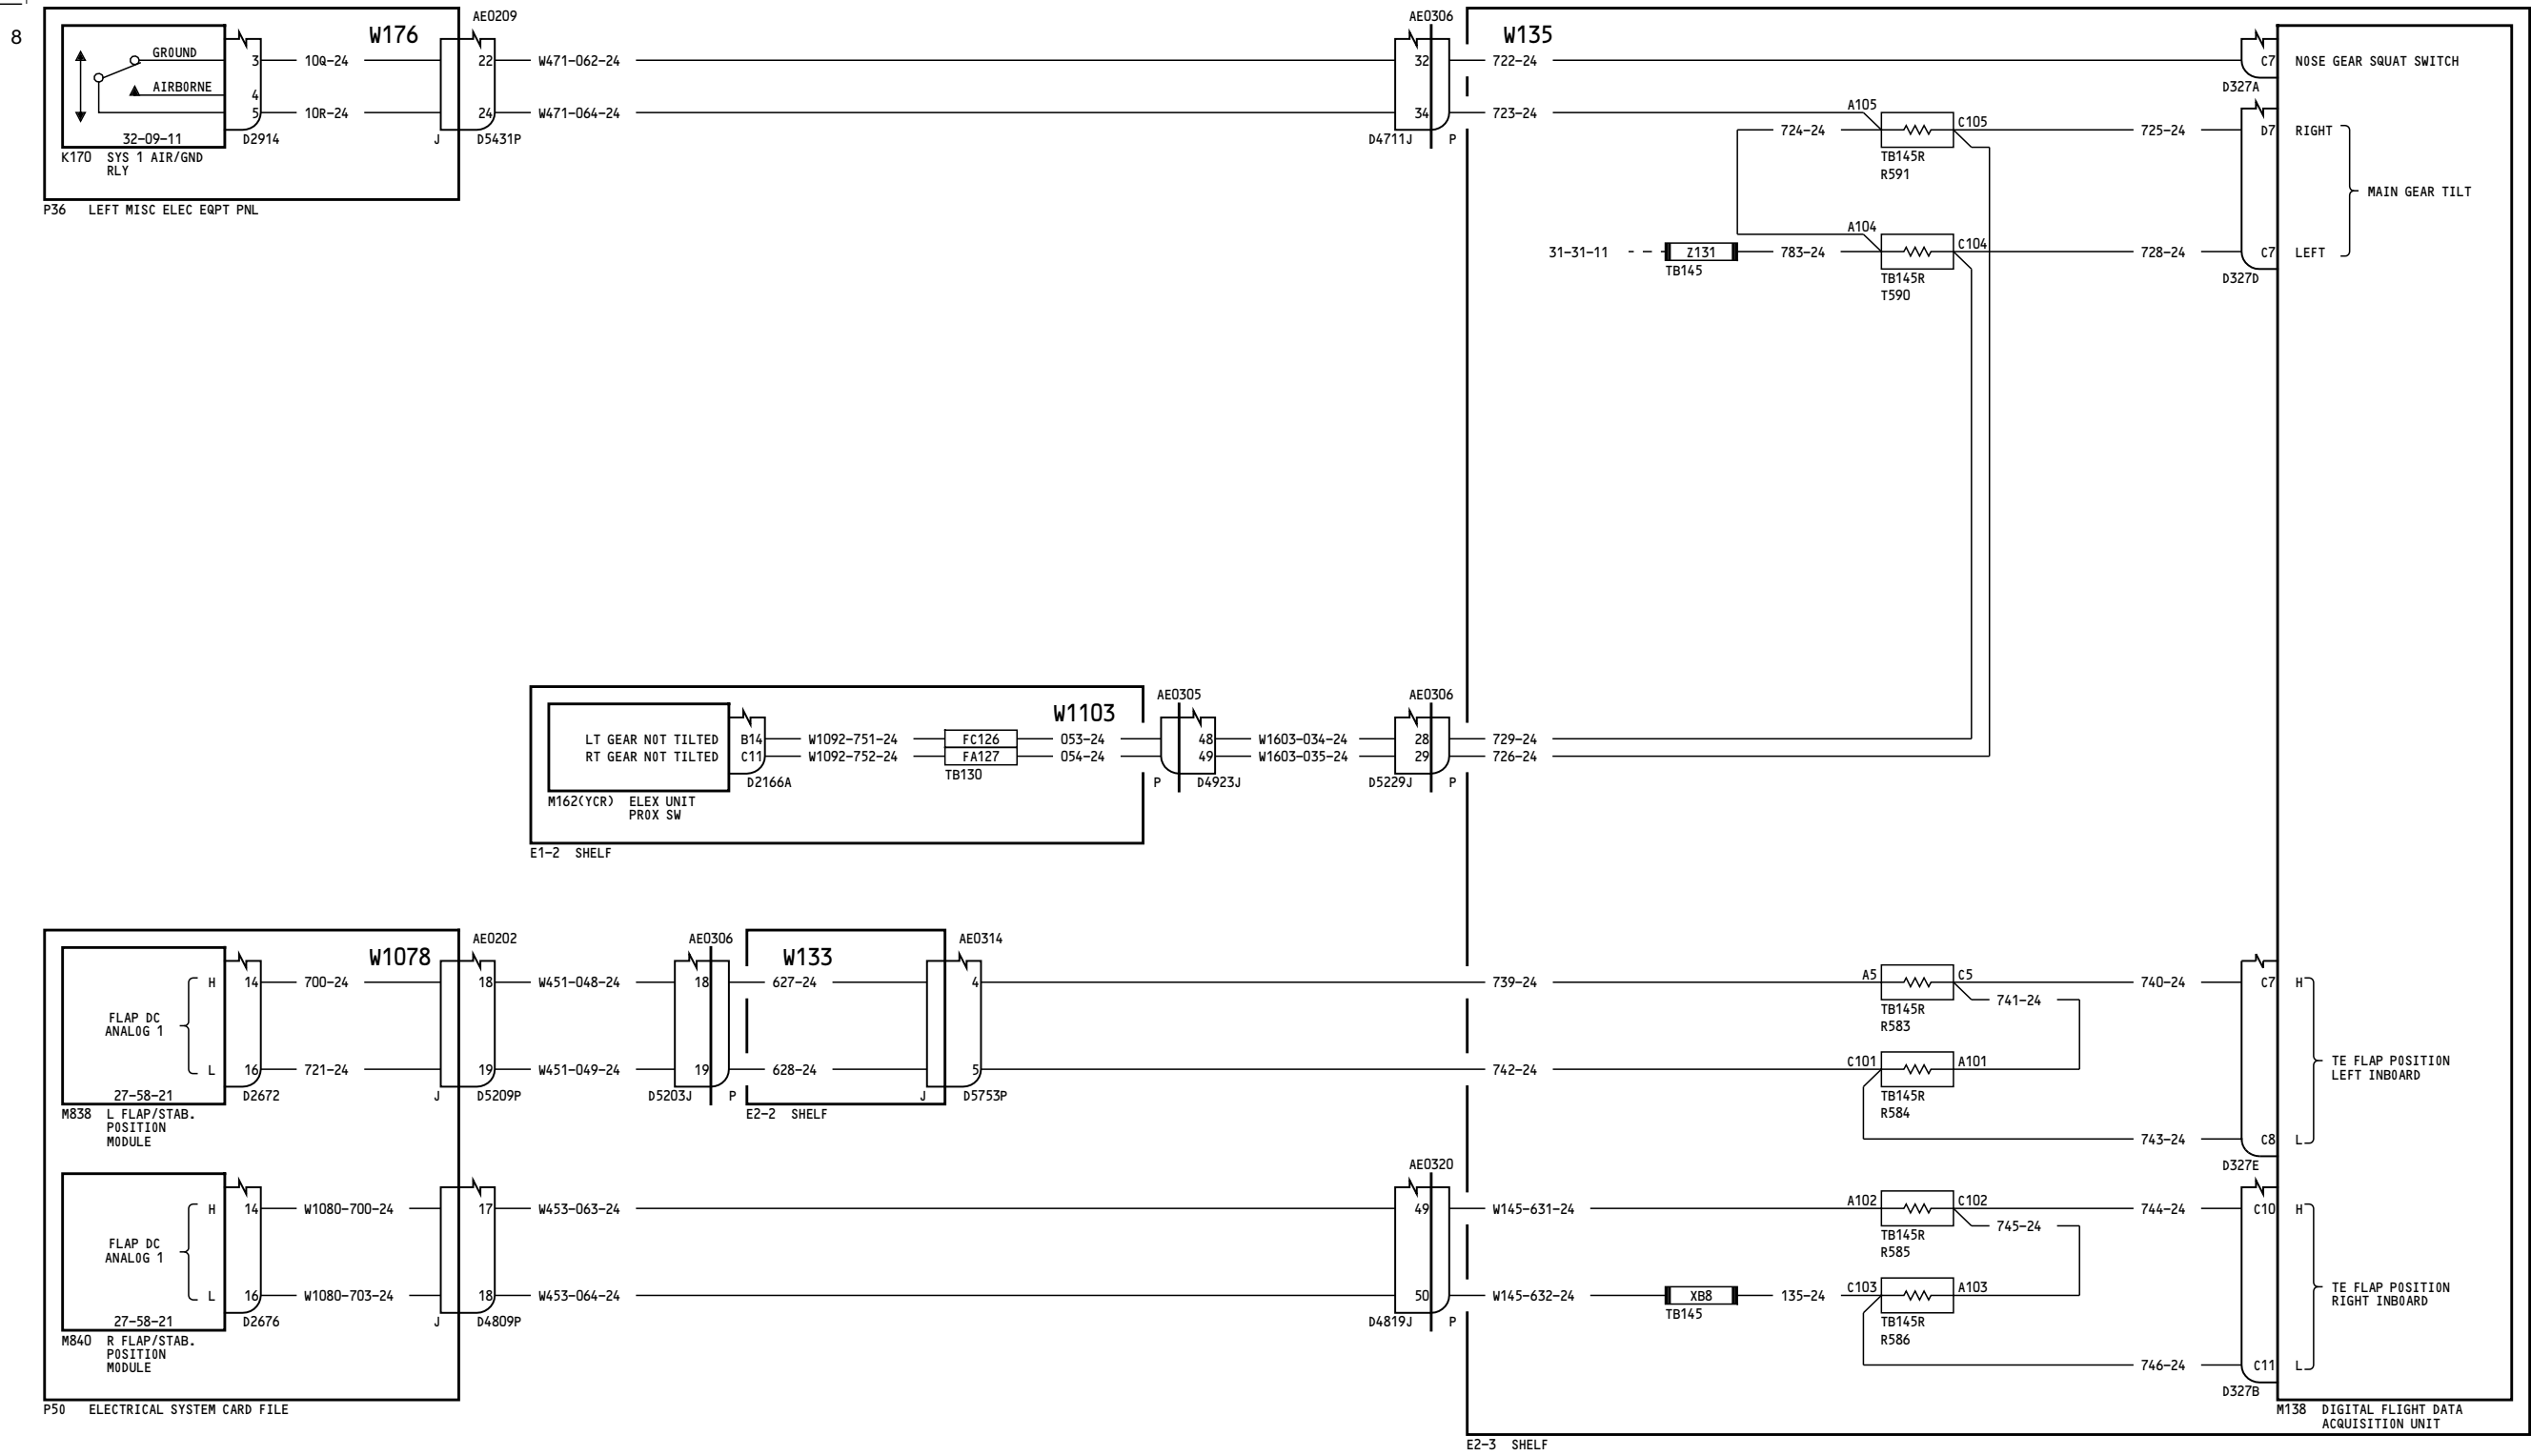 8
W176
AE0209
GROUND
AIRBORNE
3
4
5
10Q-24
10R-24
22
24
W471-062-24
W471-064-24
32-09-11
D2914
J
D5431P
K170 SYS 1 AIR/GND
RLY
P36 LEFT MISC ELEC EQPT PNL
AE0306
32
34
D4711J
P
W135
722-24
723-24
C7
NOSE GEAR SQUAT SWITCH
D327A
A105
C105
724-24
725-24
D7
RIGHT
TB145R
R591
MAIN GEAR TILT
A104
C104
31-31-11
Z131
TB145
783-24
728-24
C7
LEFT
TB145R
T590
D327D
W1103
AE0305
AE0306
LT GEAR NOT TILTED
B14
W1092-751-24
FC126
053-24
48
W1603-034-24
28
729-24
RT GEAR NOT TILTED
C11
W1092-752-24
FA127
054-24
49
W1603-035-24
29
726-24
TB130
D2166A
P
D4923J
D5229J
P
M162(YCR) ELEX UNIT
PROX SW
E1-2 SHELF
W1078
AE0202
AE0306
W133
AE0314
H
14
700-24
18
W451-048-24
18
627-24
4
739-24
A5
C5
740-24
C7
H
741-24
FLAP DC
ANALOG 1
TB145R
R583
L
16
721-24
19
W451-049-24
19
628-24
5
742-24
C101
A101
TE FLAP POSITION
LEFT INBOARD
27-58-21
D2672
J
D5209P
D5203J
P
J
D5753P
TB145R
R584
M838 L FLAP/STAB.
POSITION
MODULE
E2-2 SHELF
743-24
C8
L
D327E
AE0320
H
14
W1080-700-24
17
W453-063-24
49
W145-631-24
A102
C102
744-24
C10
H
745-24
FLAP DC
ANALOG 1
TB145R
R585
L
16
W1080-703-24
18
W453-064-24
50
W145-632-24
XB8
TB145
135-24
C103
A103
TE FLAP POSITION
RIGHT INBOARD
27-58-21
D2676
J
D4809P
D4819J
P
TB145R
R586
M840 R FLAP/STAB.
POSITION
MODULE
746-24
C11
L
D327B
P50 ELECTRICAL SYSTEM CARD FILE
M138 DIGITAL FLIGHT DATA
ACQUISITION UNIT
E2-3 SHELF